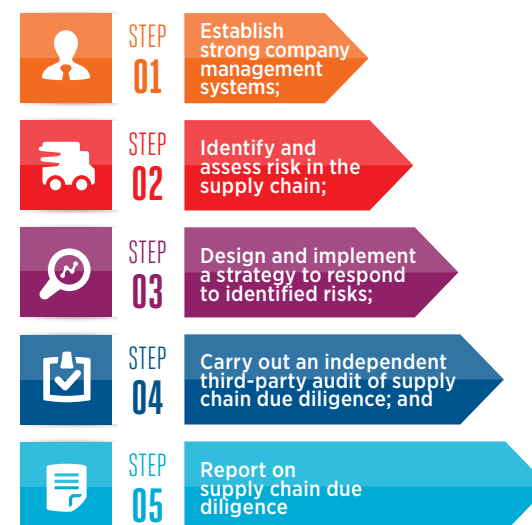 STEP
01
Establish
strong company
management
systems;
STEP
02
Identify and
assess risk in the
supply chain;
STEP
03
Design and implement
a strategy to respond
to identified risks;
STEP
04
Carry out an independent
third-party audit of supply
chain due diligence; and
STEP
05
Report on
supply chain due
diligence